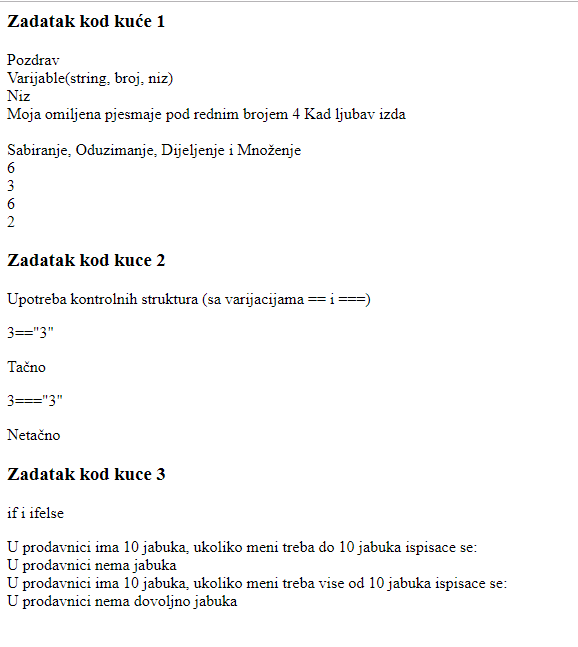 Zadatak kod kuće 1
Pozdrav
Varijable(string, broj, niz)
Niz
Moja omiljena pjesmaje pod rednim brojem 4 Kad ljubav izda
Sabiranje, Oduzimanje, Dijeljenje i Množenje
6
3
6
2
Zadatak kod kuce 2
Upotreba kontrolnih struktura (sa varijacijama == i ===)
3=="3"
Tačno
3==="3"
Netačno
Zadatak kod kuce 3
if i ifelse
U prodavnici ima 10 jabuka, ukoliko meni treba do 10 jabuka ispisace se:
U prodavnici nema jabuka
U prodavnici ima 10 jabuka, ukoliko meni treba vise od 10 jabuka ispisace se:
U prodavnici nema dovoljno jabuka